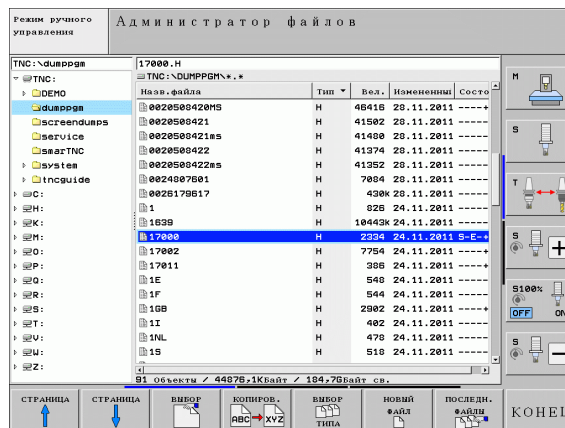 Режим ручного
управления
Администратор файлов
TNC:\dumppgm
17000.H
TNC:
DEMO
dumppgm
screendumps
service
smarTNC
system
tncguide
C:
H:
K:
M:
O:
P:
Q:
R:
S:
T:
V:
W:
Z:
TNC:\DUMPPGM\*.*
Назв.файла Тип Вел. Измененны Состо
0020508420MS H 46416 28.11.2011 ----+
0020508421 H 41502 28.11.2011 -----
0020508421ms H 41480 28.11.2011 -----
0020508422 H 41374 28.11.2011 -----
0020508422ms H 41352 28.11.2011 -----
0024807601 H 7084 28.11.2011 -----
0026179617 H 430K 28.11.2011 -----
1 H 826 24.11.2011 -----
1639 H 10443K 24.11.2011 -----
17000 H 2334 24.11.2011 S-E-+
17002 H 7754 24.11.2011 ----+
17011 H 386 24.11.2011 ----+
1E H 548 24.11.2011 -----
1F H 544 24.11.2011 -----
1GB H 2902 24.11.2011 ----+
1I H 402 24.11.2011 -----
1NL H 478 24.11.2011 -----
1S H 518 24.11.2011 -----
91 Объекты / 44876,1КБайт / 184,7GБайт св.
M
S
T
S
S100%
OFF ON
S
СТРАНИЦА
СТРАНИЦА
ВЫБОР
КОПИРОВ.
ABC XYZ
ВЫБОР
ТИПА
НОВЫЙ
ФАЙЛ
ПОСЛЕДН.
ФАЙЛЫ
КОНЕЦ